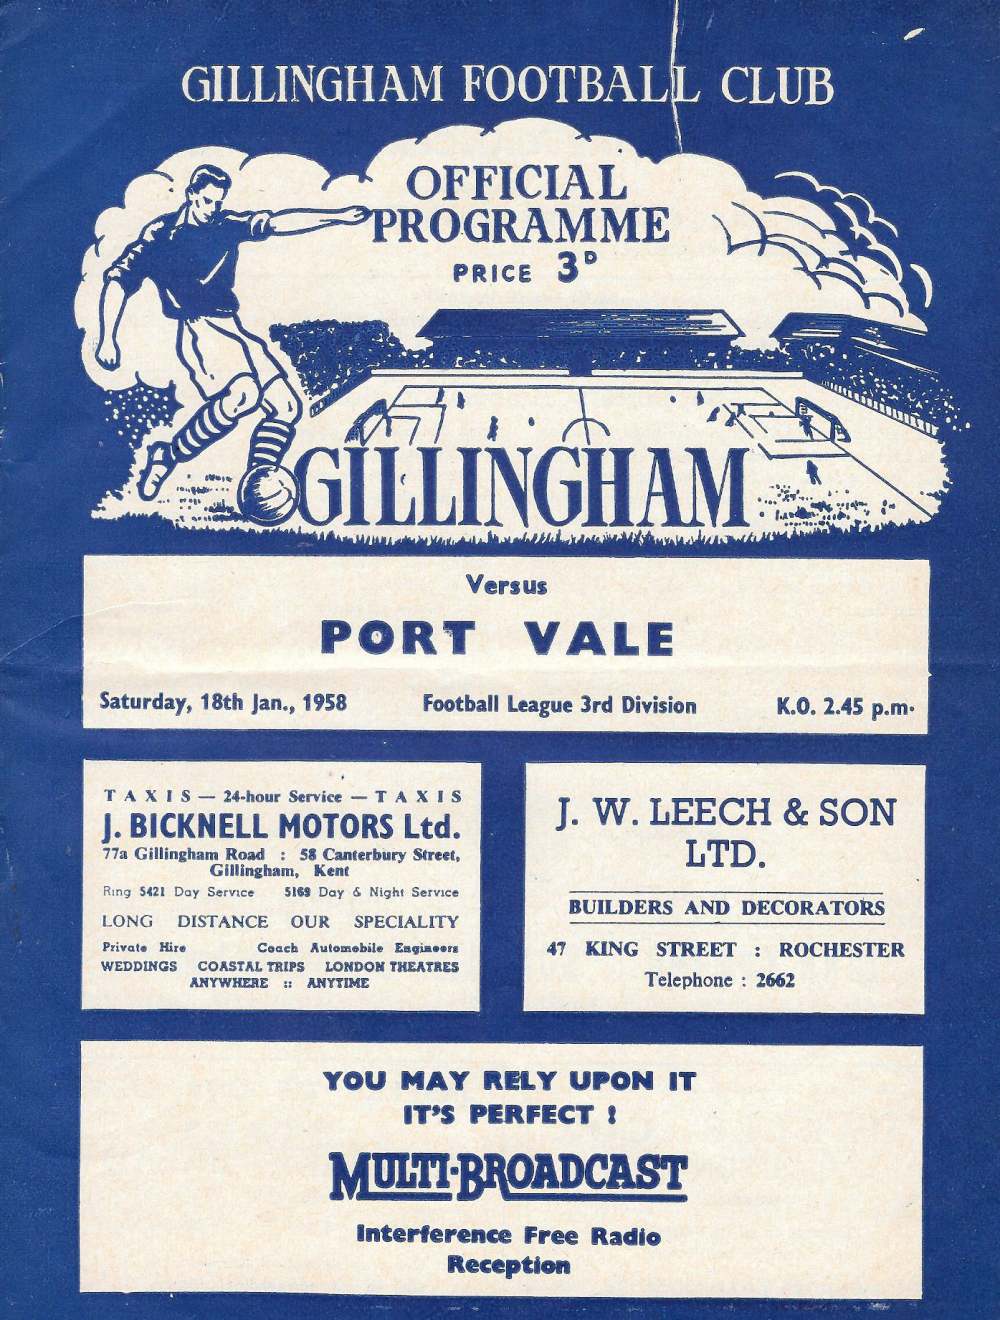 GILLINGHAM FOOTBALL CLUB
OFFICIAL
PROGRAMME
PRICE 3D
GILLINGHAM
Versus
PORT VALE
Saturday, 18th Jan., 1958 Football League 3rd Division K.O. 2.45 p.m.
TAXIS — 24-hour Service — TAXIS
J. BICKNELL MOTORS Ltd.
77a Gillingham Road : 58 Canterbury Street,
Gillingham, Kent
Ring 5421 Day Service 5169 Day & Night Service
LONG DISTANCE OUR SPECIALITY
Private Hire Coach Automobile Engineers
WEDDINGS COASTAL TRIPS LONDON THEATRES
ANYWHERE :: ANYTIME
J. W. LEECH & SON
LTD.
BUILDERS AND DECORATORS
47 KING STREET : ROCHESTER
Telephone : 2662
YOU MAY RELY UPON IT
IT'S PERFECT !
MULTI-BROADCAST
Interference Free Radio
Reception